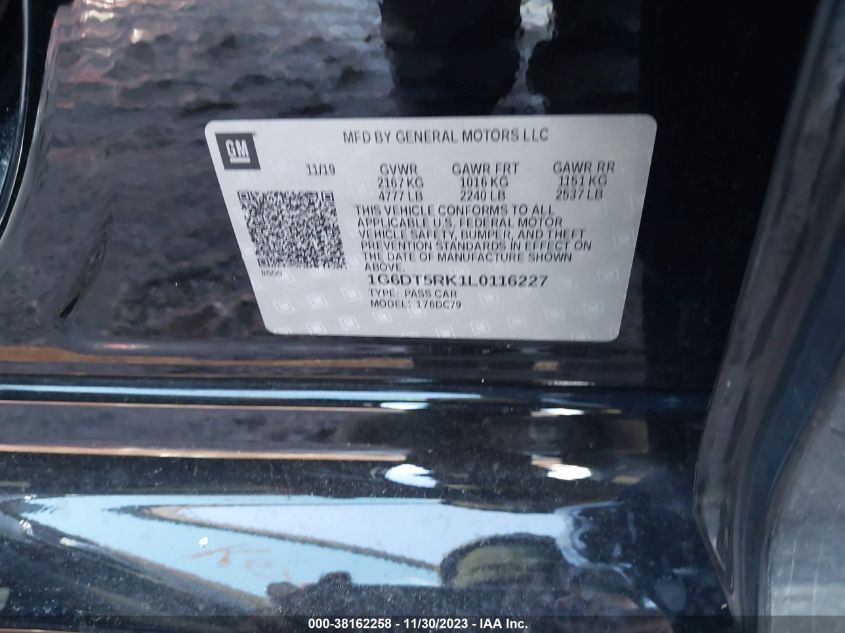 GM
MFD BY GENERAL MOTORS LLC
11/19 GVWR GAWR FRT GAWR RR
2167 KG 1016 KG 1151 KG
4777 LB 2240 LB 2537 LB
THIS VEHICLE CONFORMS TO ALL
APPLICABLE U.S. FEDERAL MOTOR
VEHICLE SAFETY, BUMPER, AND THEFT
PREVENTION STANDARDS IN EFFECT ON
THE DATE OF MANUFACTURE SHOWN
ABOVE.
1G6DT5RK1L0116227
TYPE: PASS CAR
MODEL: 176DC79
000-38162258 - 11/30/2023 - IAA Inc.